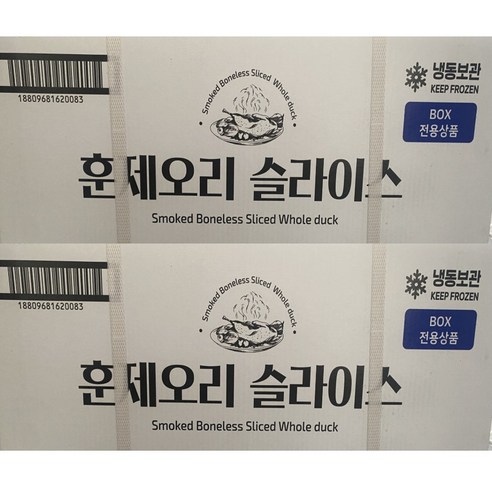 18809681620083
Smoked Boneless Sliced Whole duck
냉동보관
KEEP FROZEN
BOX
전용상품
훈제오리 슬라이스
Smoked Boneless Sliced Whole duck
18809681620083
Smoked Boneless Sliced Whole duck
냉동보관
KEEP FROZEN
BOX
전용상품
훈제오리 슬라이스
Smoked Boneless Sliced Whole duck